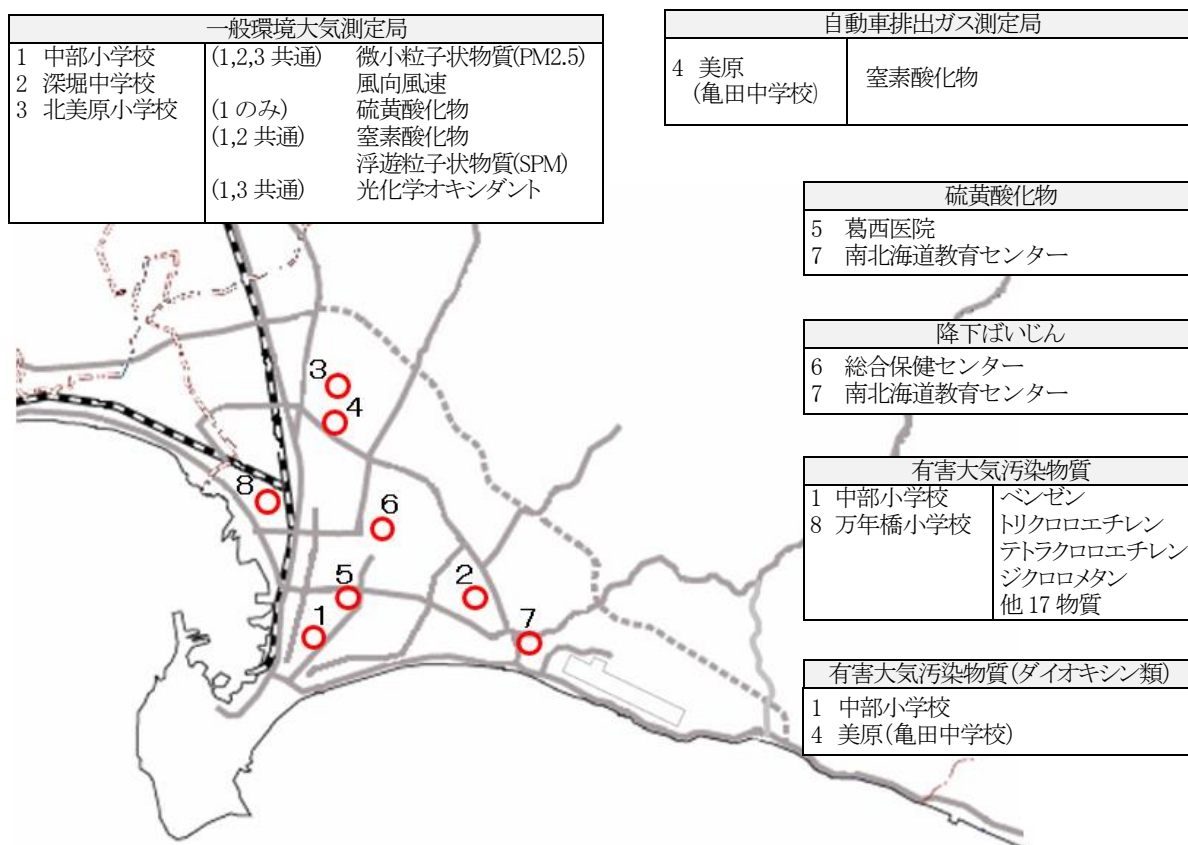 一般環境大気測定局
1 中部小学校 (1,2,3 共通) 微小粒子状物質(PM2.5)
2 深堀中学校 風向風速
3 北美原小学校 (1 のみ) 硫黄酸化物
(1,2 共通) 窒素酸化物
浮遊粒子状物質(SPM)
(1,3 共通) 光化学オキシダント
自動車排出ガス測定局
4 美原
(亀田中学校)
窒素酸化物
硫黄酸化物
5 葛西医院
7 南北海道教育センター
降下ばいじん
6 総合保健センター
7 南北海道教育センター
有害大気汚染物質
1 中部小学校 ベンゼン
8 万年橋小学校 トリクロロエチレン
テトラクロロエチレン
ジクロロメタン
他 17 物質
有害大気汚染物質(ダイオキシン類)
1 中部小学校
4 美原(亀田中学校)
3
4
8
6
5
2
1
7